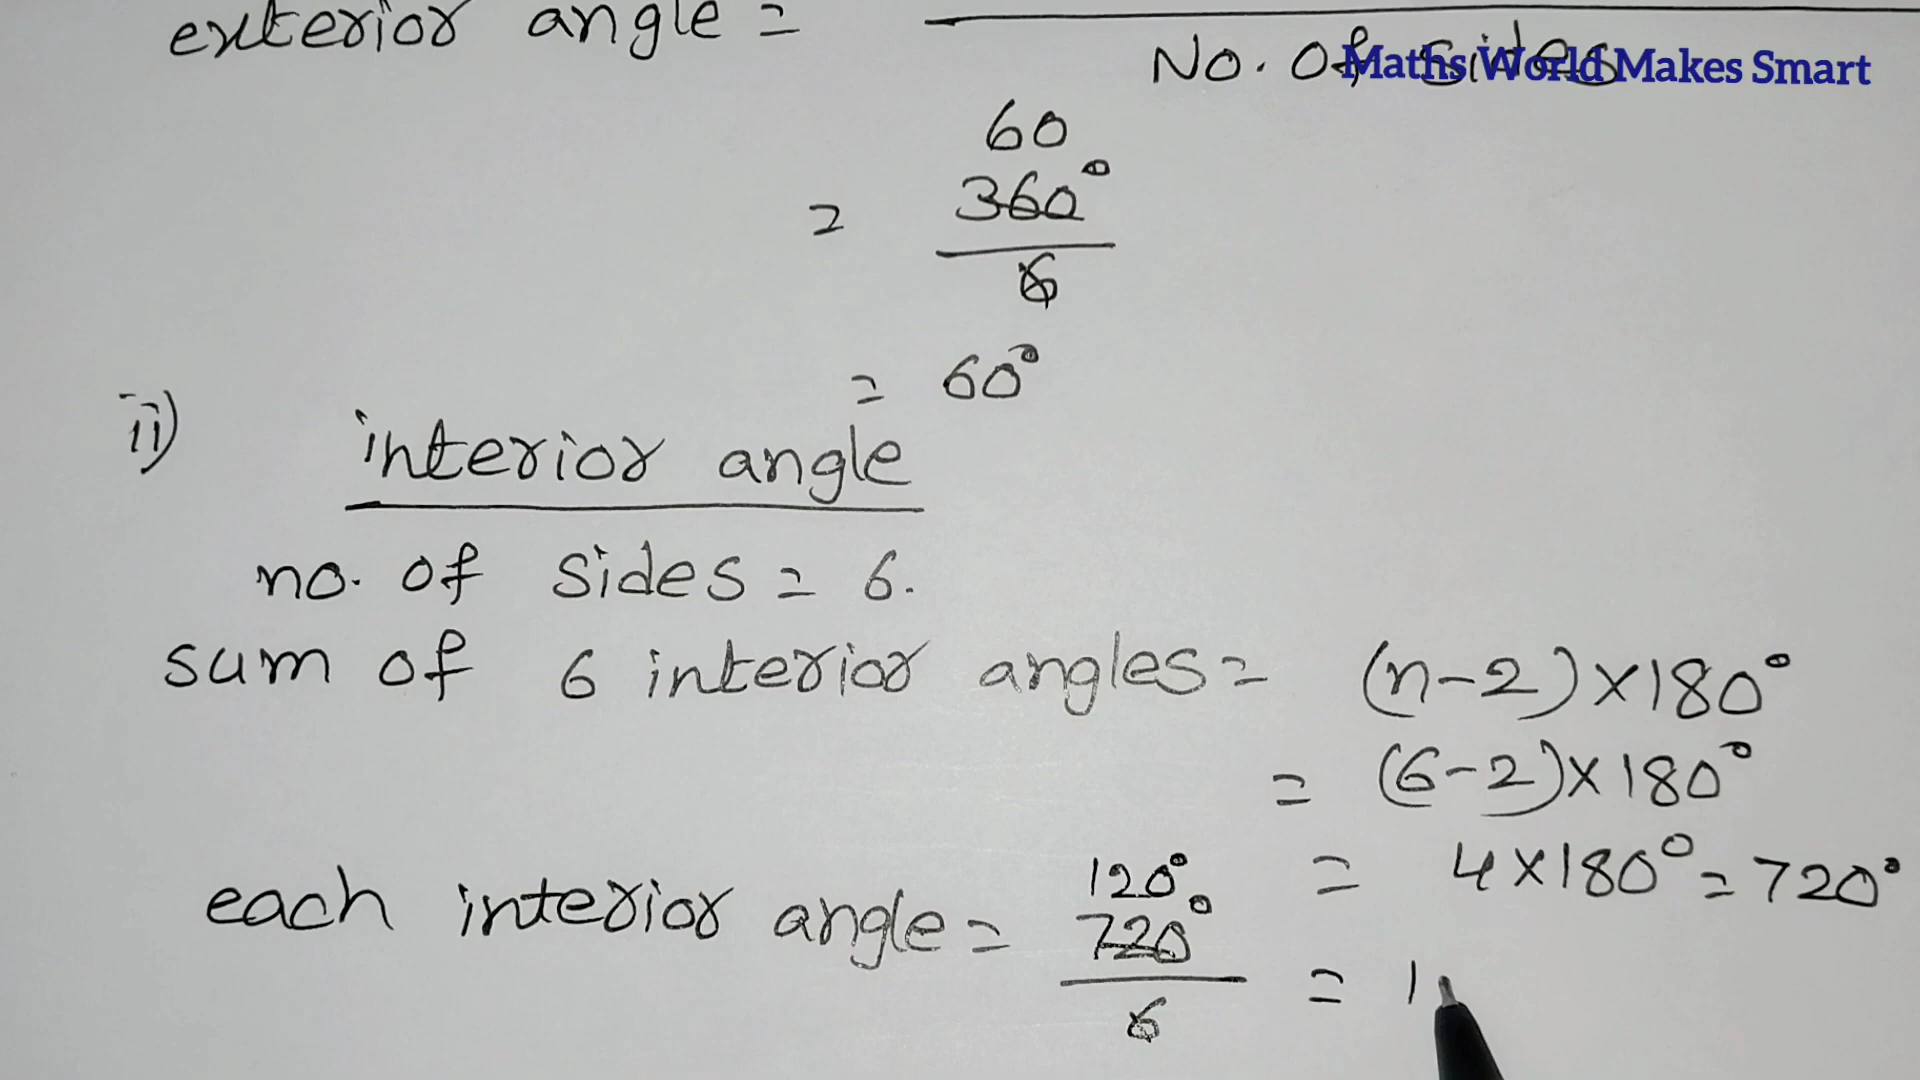 exterior angle =
No. of sides
Maths World Makes Smart
60
= 360°
6
= 60°
ii) interior angle
no. of sides = 6.
sum of 6 interior angles = (n-2)×180°
= (6-2)×180°
= 4×180° = 720°
120°
each interior angle = 720°
6
= 1